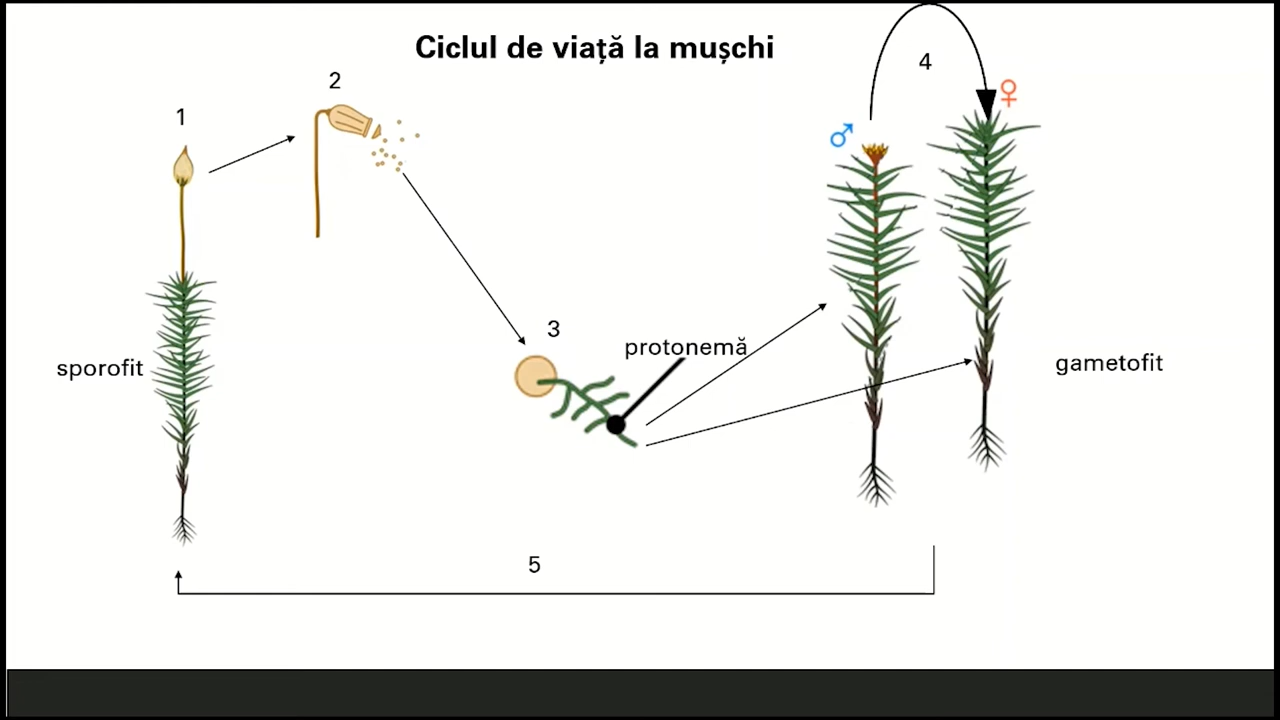 Ciclul de viață la mușchi
1
2
3
4
♂
♀
protonemă
sporofit
gametofit
5